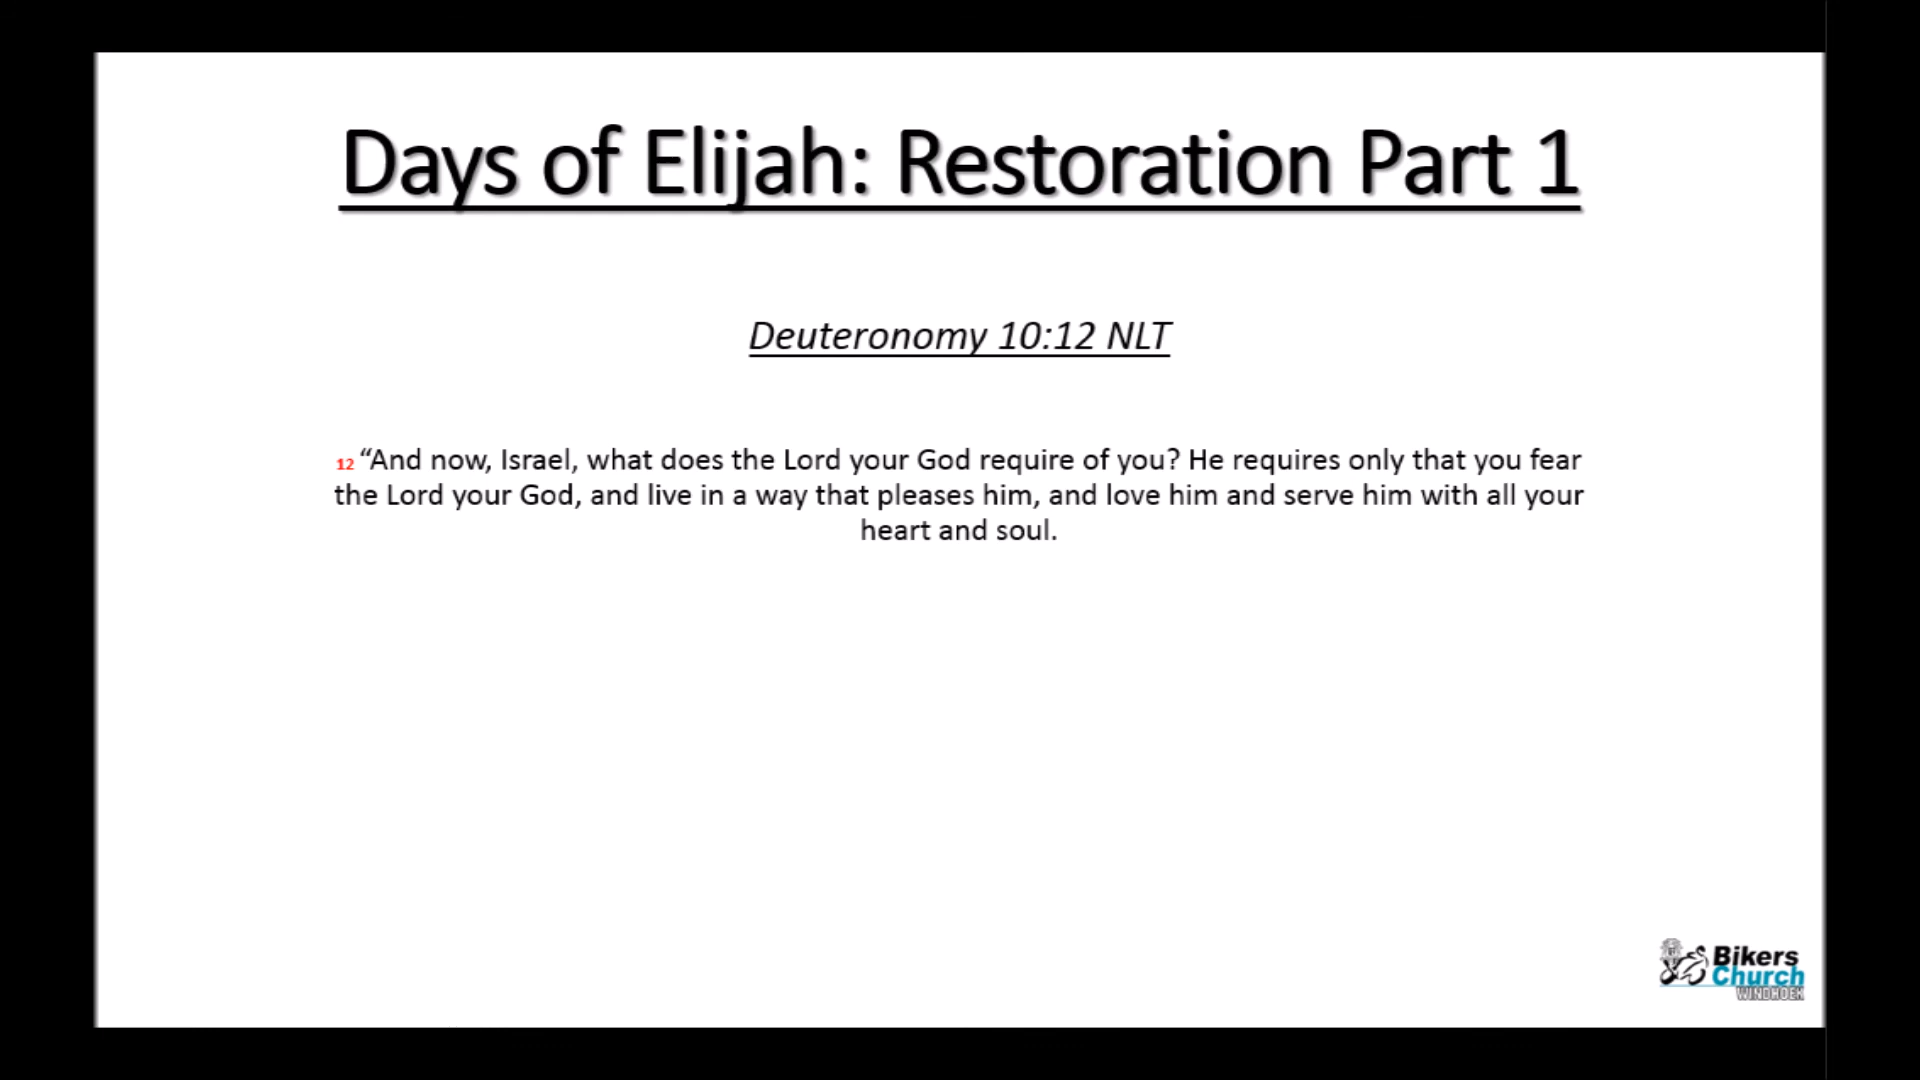 Days of Elijah: Restoration Part 1
Deuteronomy 10:12 NLT
12 “And now, Israel, what does the Lord your God require of you? He requires only that you fear
the Lord your God, and live in a way that pleases him, and love him and serve him with all your
heart and soul.
Bikers
Church
WINDHOEK